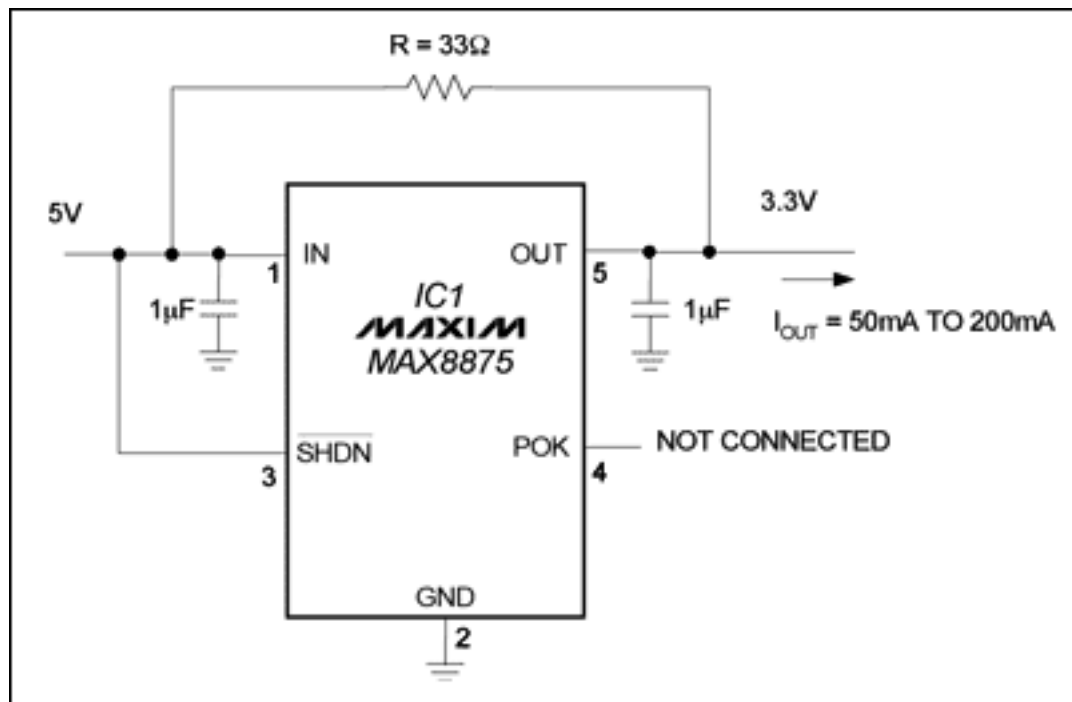 R = 33Ω
5V
3.3V
1 IN
OUT 5
1μF
IC1
MAXIM
MAX8875
1μF
I_OUT = 50mA TO 200mA
3 SHDN
POK 4
NOT CONNECTED
GND
2